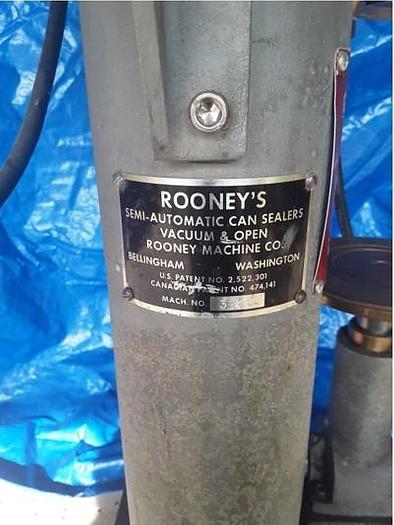 ROONEY'S
SEMI-AUTOMATIC CAN SEALERS
VACUUM & OPEN
ROONEY MACHINE CO.
BELLINGHAM WASHINGTON
U.S. PATENT NO. 2,522,301
CANADIAN PATENT NO. 474,141
MACH. NO.